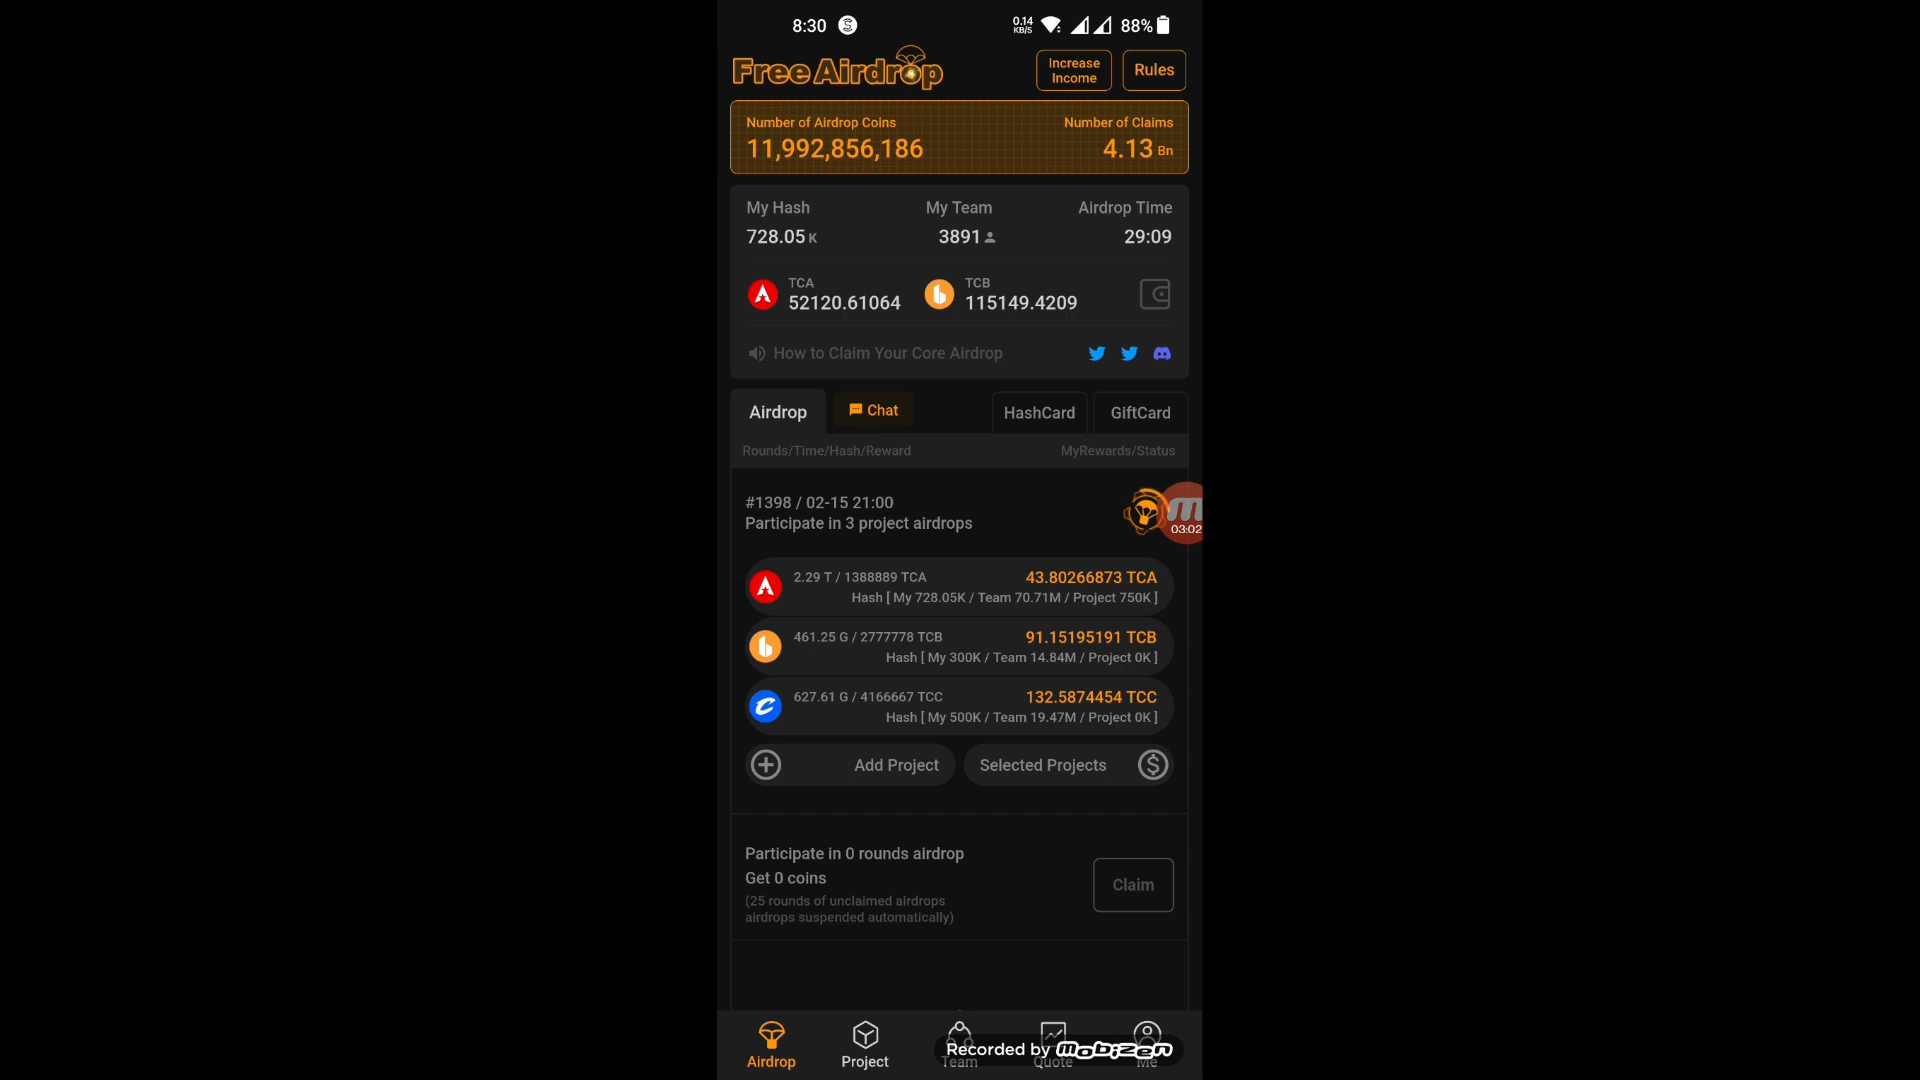 8:30
0.14
KB/S
88%
Free Airdrop
Increase
Income
Rules
Number of Airdrop Coins
Number of Claims
11,992,856,186
4.13 Bn
My Hash
My Team
Airdrop Time
728.05 K
3891
29:09
TCA
52120.61064
TCB
115149.4209
How to Claim Your Core Airdrop
Airdrop
Chat
HashCard
GiftCard
Rounds/Time/Hash/Reward
MyRewards/Status
#1398 / 02-15 21:00
Participate in 3 project airdrops
03:02
2.29 T / 1388889 TCA
43.80266873 TCA
Hash [ My 728.05K / Team 70.71M / Project 750K ]
461.25 G / 2777778 TCB
91.15195191 TCB
Hash [ My 300K / Team 14.84M / Project 0K ]
627.61 G / 4166667 TCC
132.5874454 TCC
Hash [ My 500K / Team 19.47M / Project 0K ]
Add Project
Selected Projects
Participate in 0 rounds airdrop
Get 0 coins
(25 rounds of unclaimed airdrops
airdrops suspended automatically)
Claim
Recorded by mobizen
Airdrop
Project
Team
Quote
Me